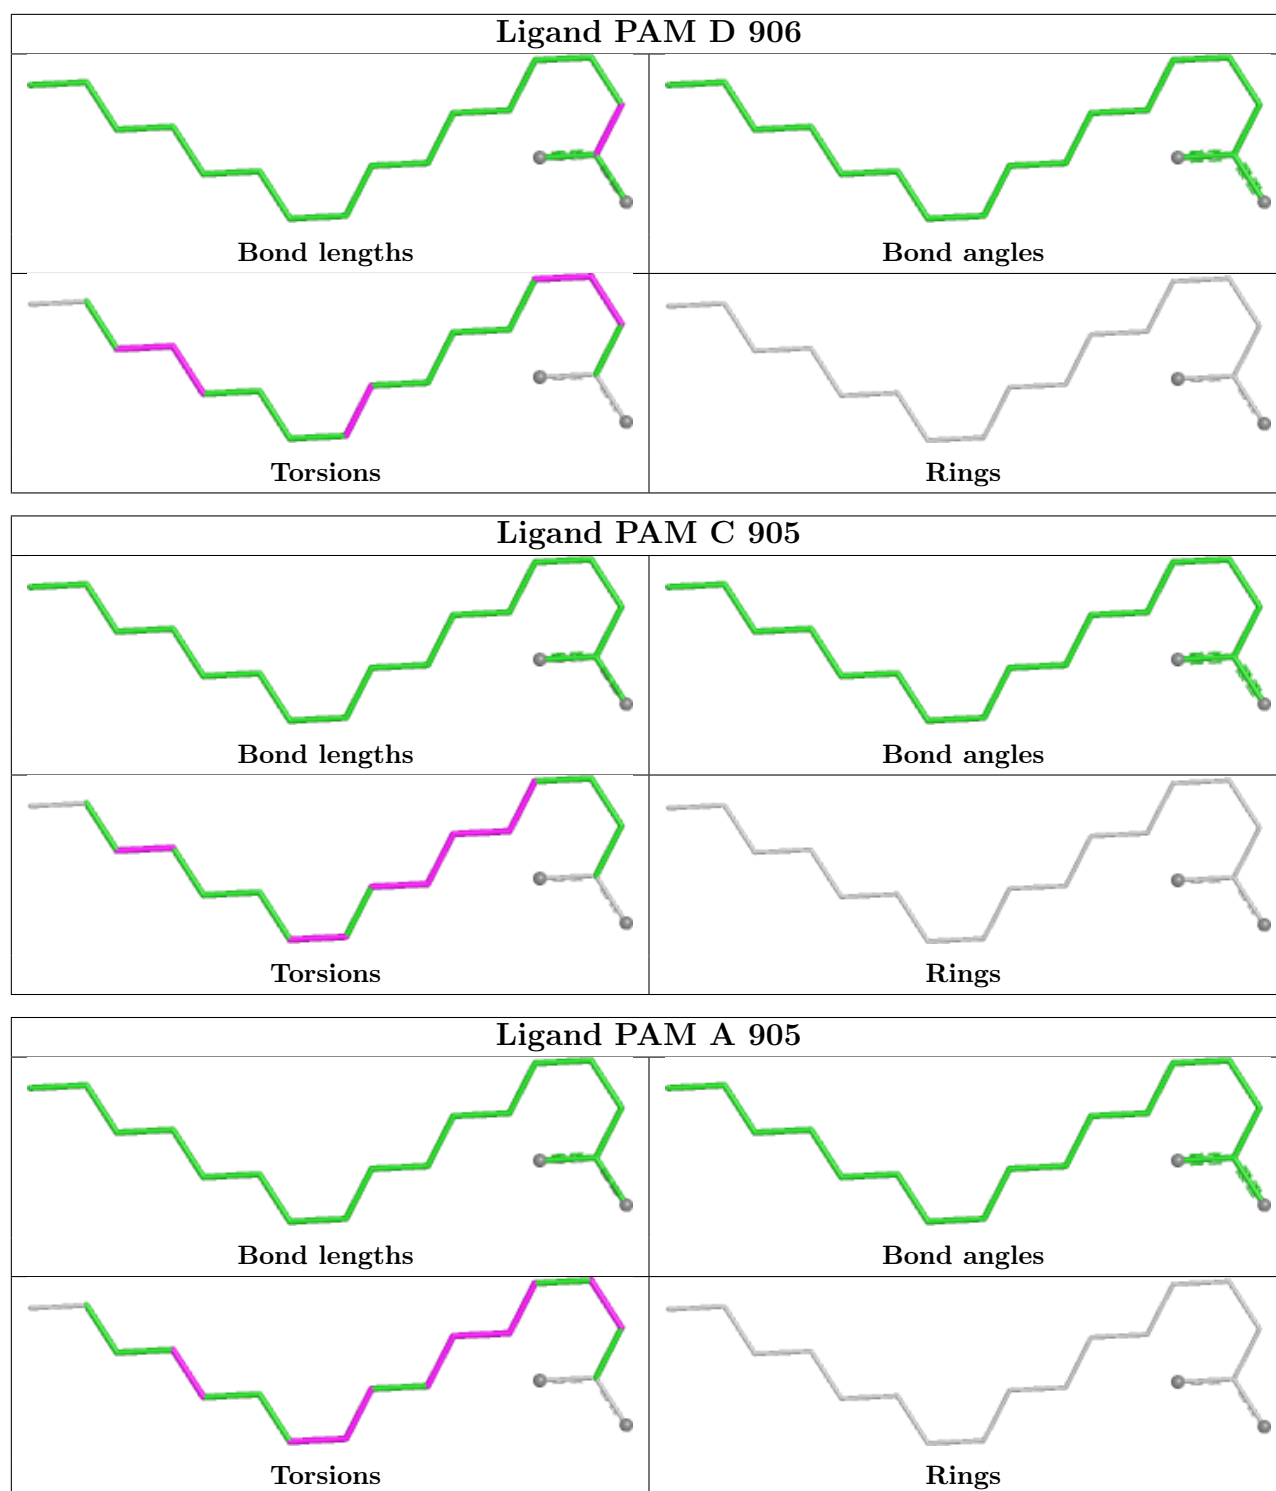 Ligand PAM D 906
Bond lengths
Bond angles
Torsions
Rings
Ligand PAM C 905
Bond lengths
Bond angles
Torsions
Rings
Ligand PAM A 905
Bond lengths
Bond angles
Torsions
Rings